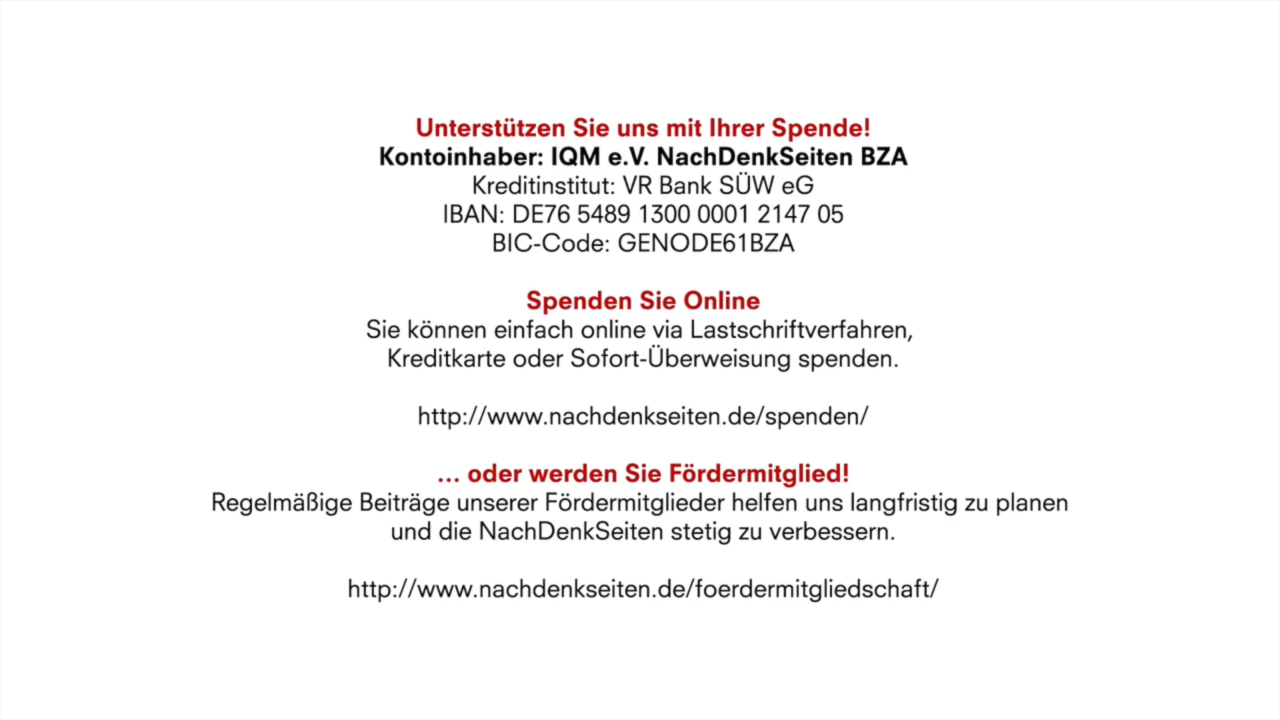 Unterstützen Sie uns mit Ihrer Spende!
Kontoinhaber: IQM e.V. NachDenkSeiten BZA
Kreditinstitut: VR Bank SÜW eG
IBAN: DE76 5489 1300 0001 2147 05
BIC-Code: GENODE61BZA
Spenden Sie Online
Sie können einfach online via Lastschriftverfahren,
Kreditkarte oder Sofort-Überweisung spenden.
http://www.nachdenkseiten.de/spenden/
... oder werden Sie Fördermitglied!
Regelmäßige Beiträge unserer Fördermitglieder helfen uns langfristig zu planen
und die NachDenkSeiten stetig zu verbessern.
http://www.nachdenkseiten.de/foerdermitgliedschaft/